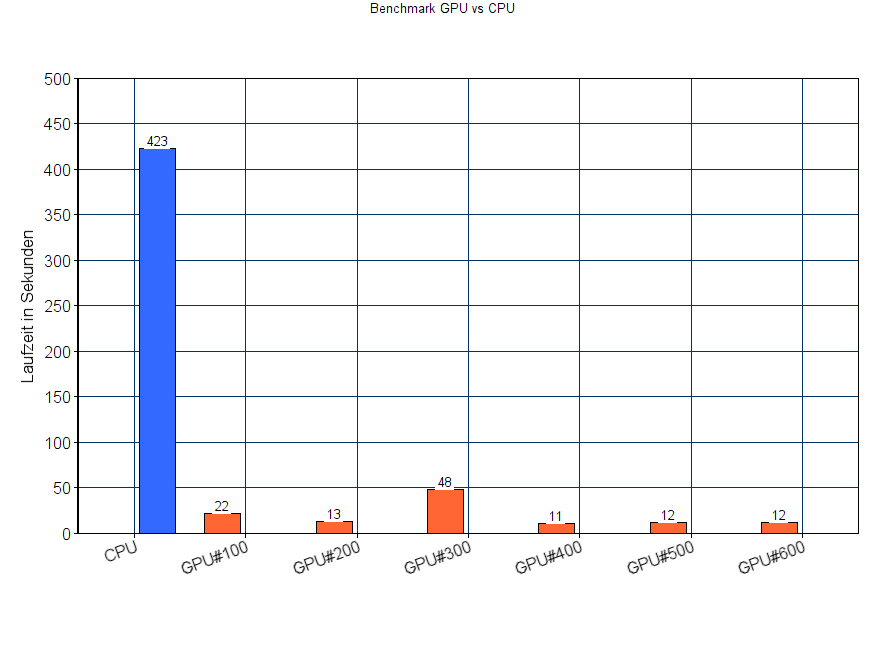 Benchmark GPU vs CPU
Laufzeit in Sekunden
500
450
400
350
300
250
200
150
100
50
0
423
22
13
48
11
12
12
CPU
GPU#100
GPU#200
GPU#300
GPU#400
GPU#500
GPU#600